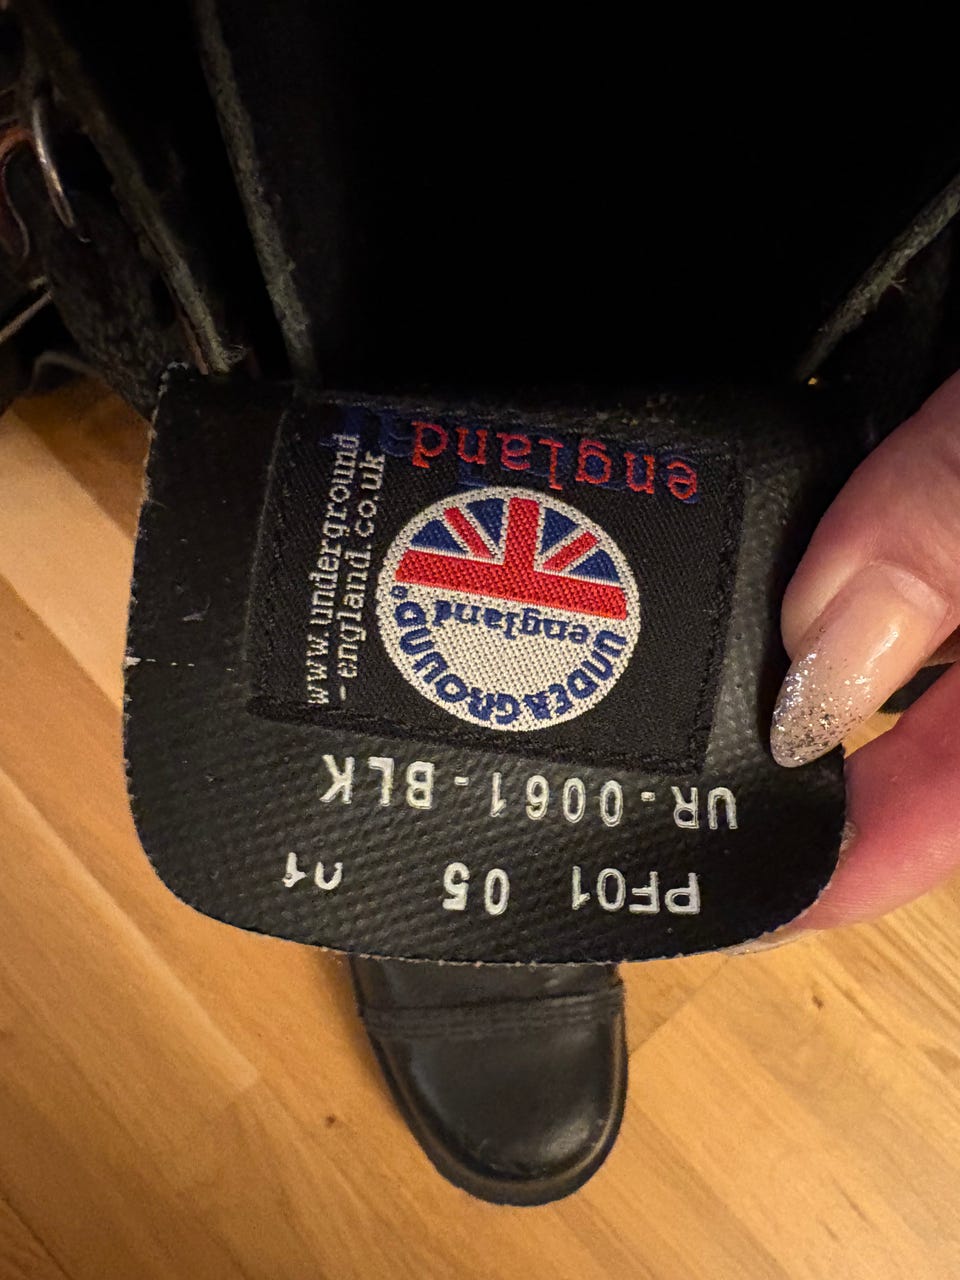 PF01 05
UR-0061-BLK
UNDERGROUND
england®
england
www.underground
-england.co.uk